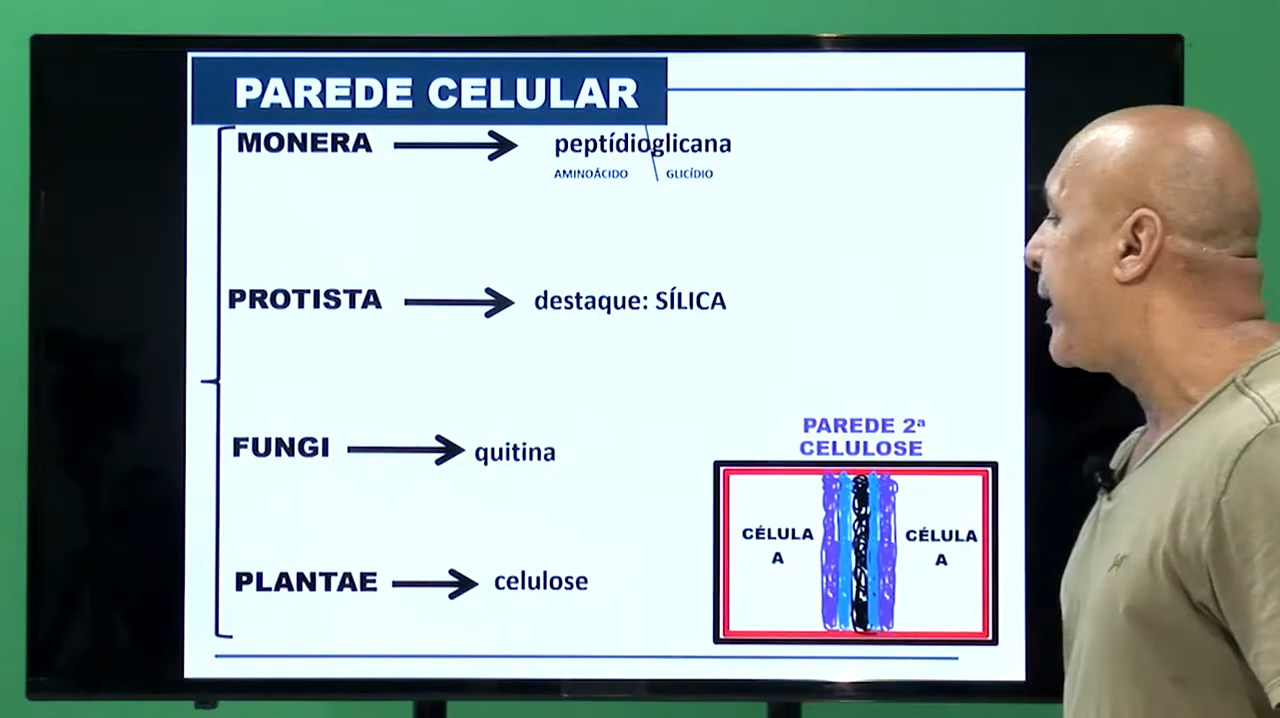 PAREDE CELULAR
MONERA peptídioglicana
AMINOÁCIDO GLICÍDIO
PROTISTA destaque: SÍLICA
FUNGI quitina
PLANTAE celulose
PAREDE 2ª
CELULOSE
CÉLULA
A
CÉLULA
A